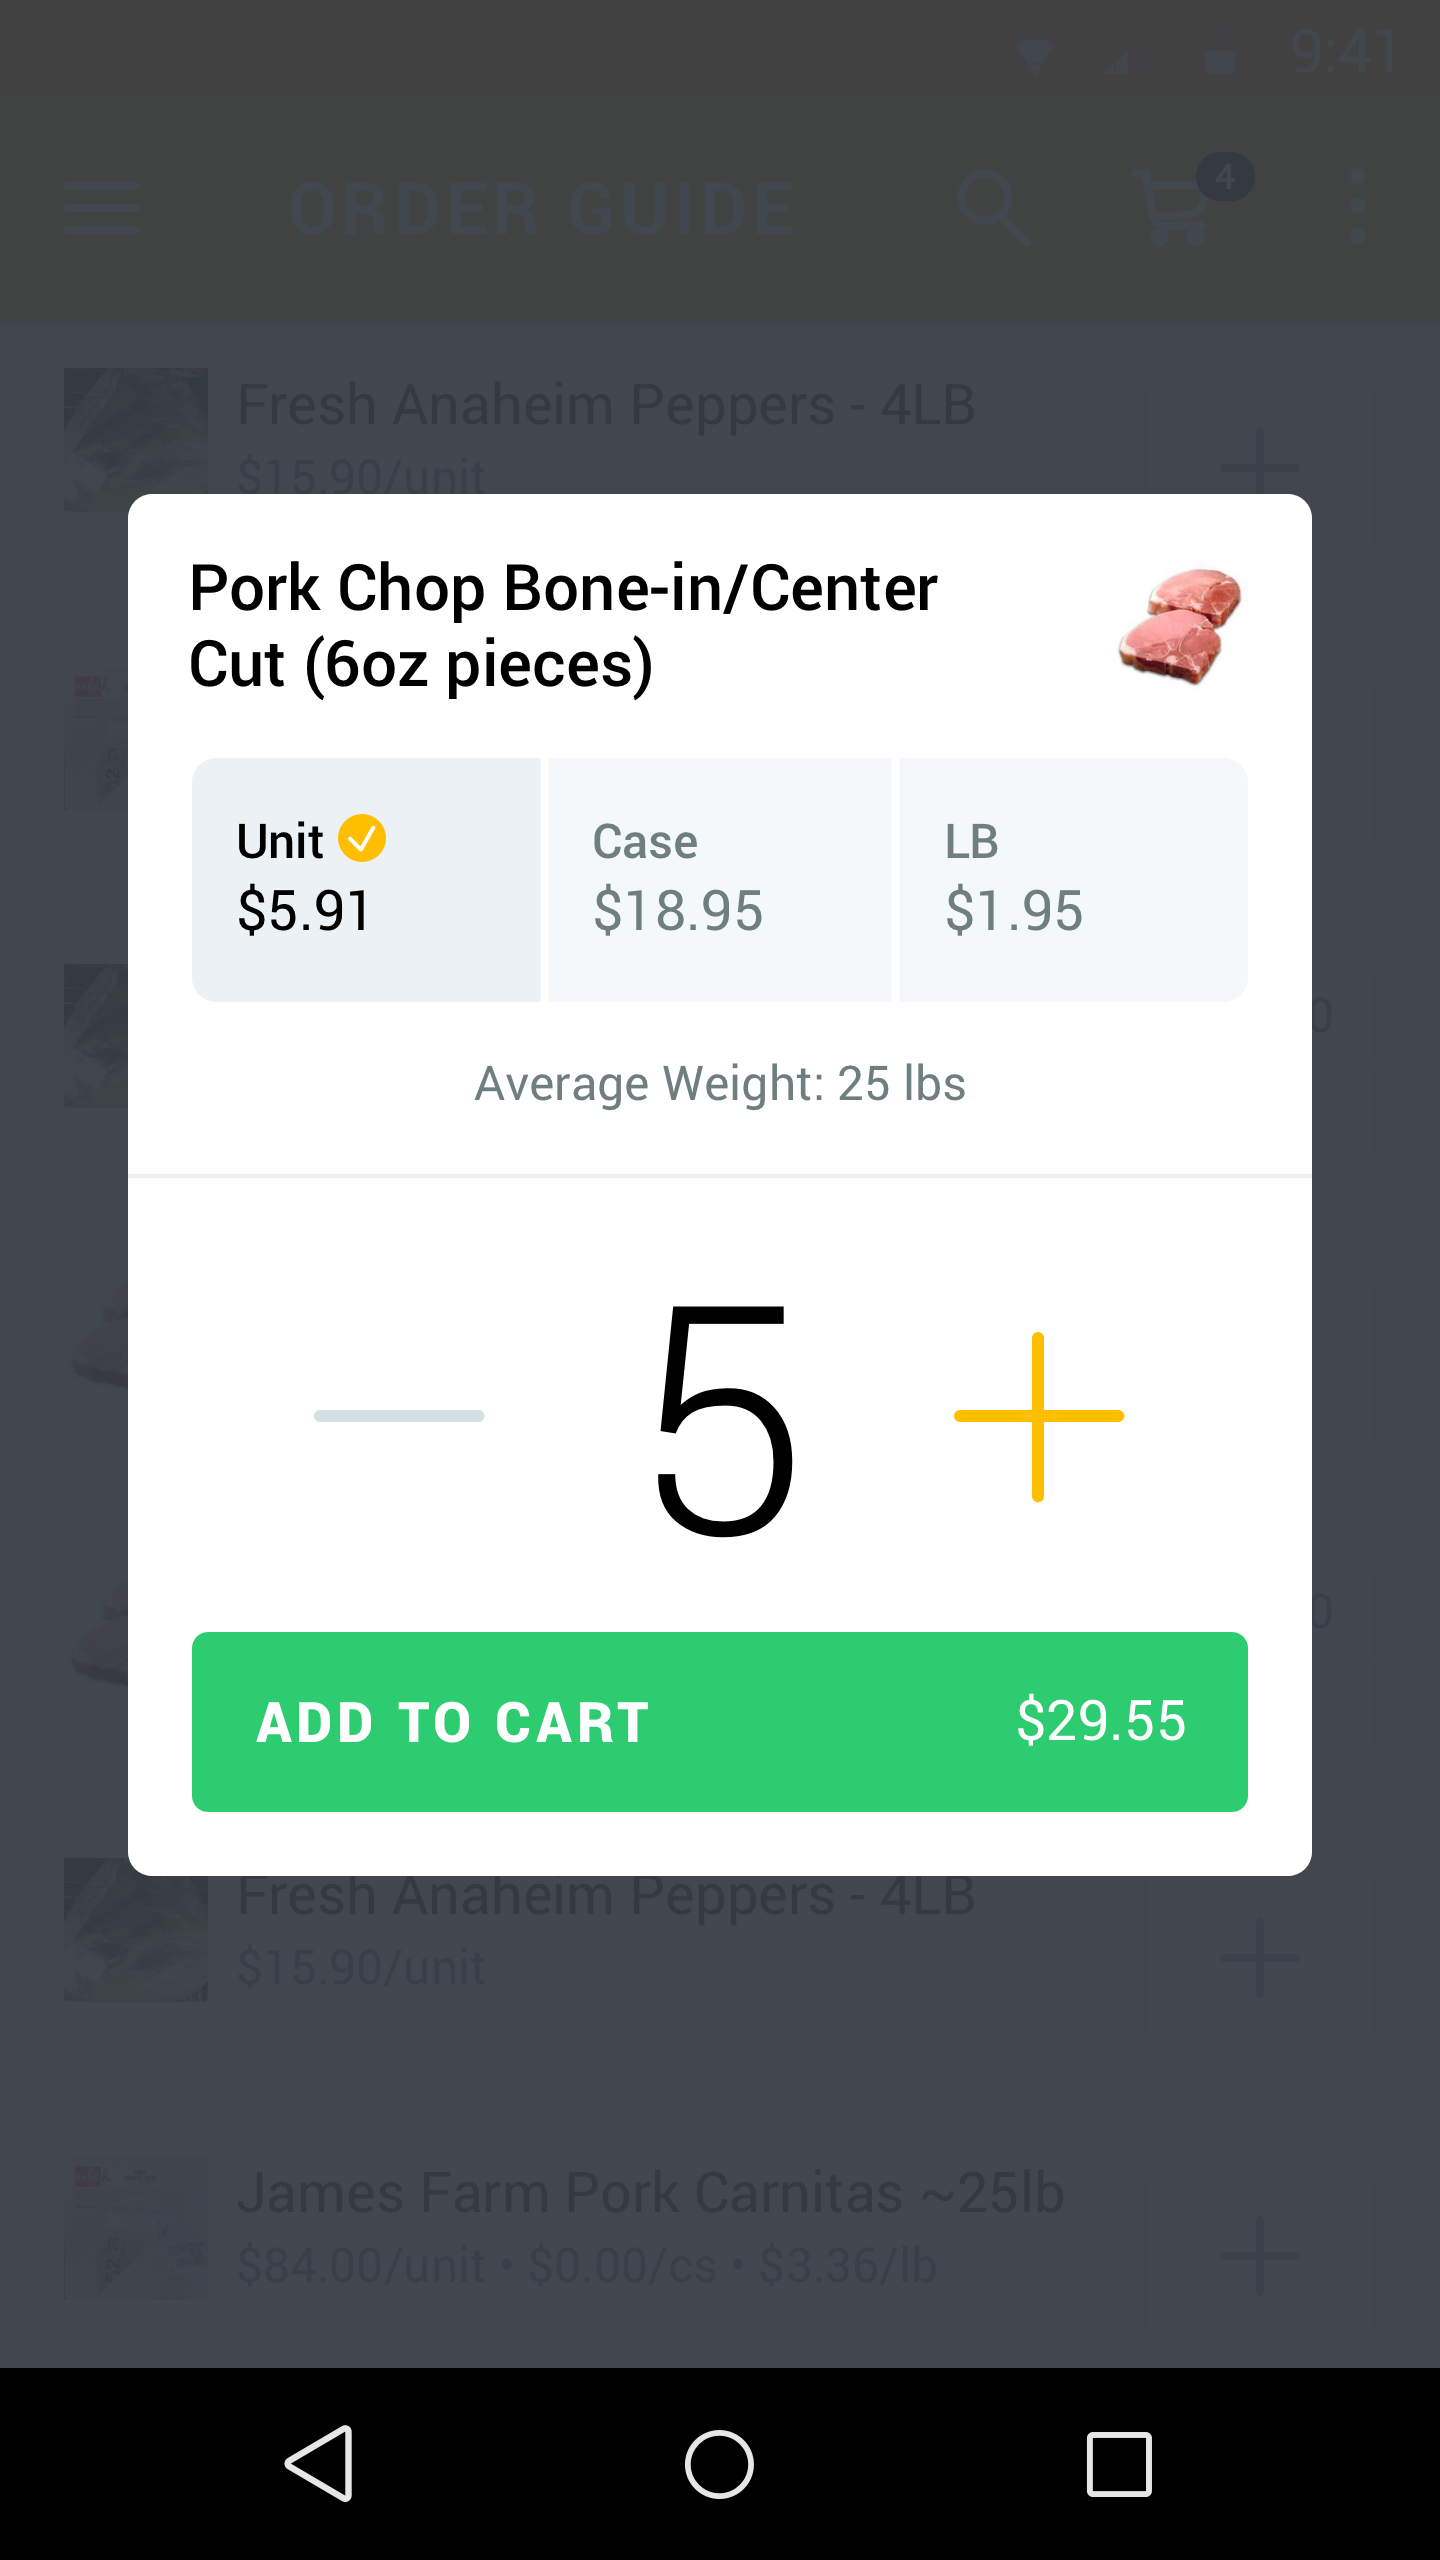 9:41
ORDER GUIDE
4
Fresh Anaheim Peppers - 4LB
$15.90/unit
Pork Chop Bone-in/Center
Cut (6oz pieces)
Unit Case LB
$5.91 $18.95 $1.95
0
Average Weight: 25 lbs
5
0
ADD TO CART $29.55
Fresh Anaheim Peppers - 4LB
$15.90/unit
James Farm Pork Carnitas ~25lb
$84.00/unit • $0.00/cs • $3.36/lb